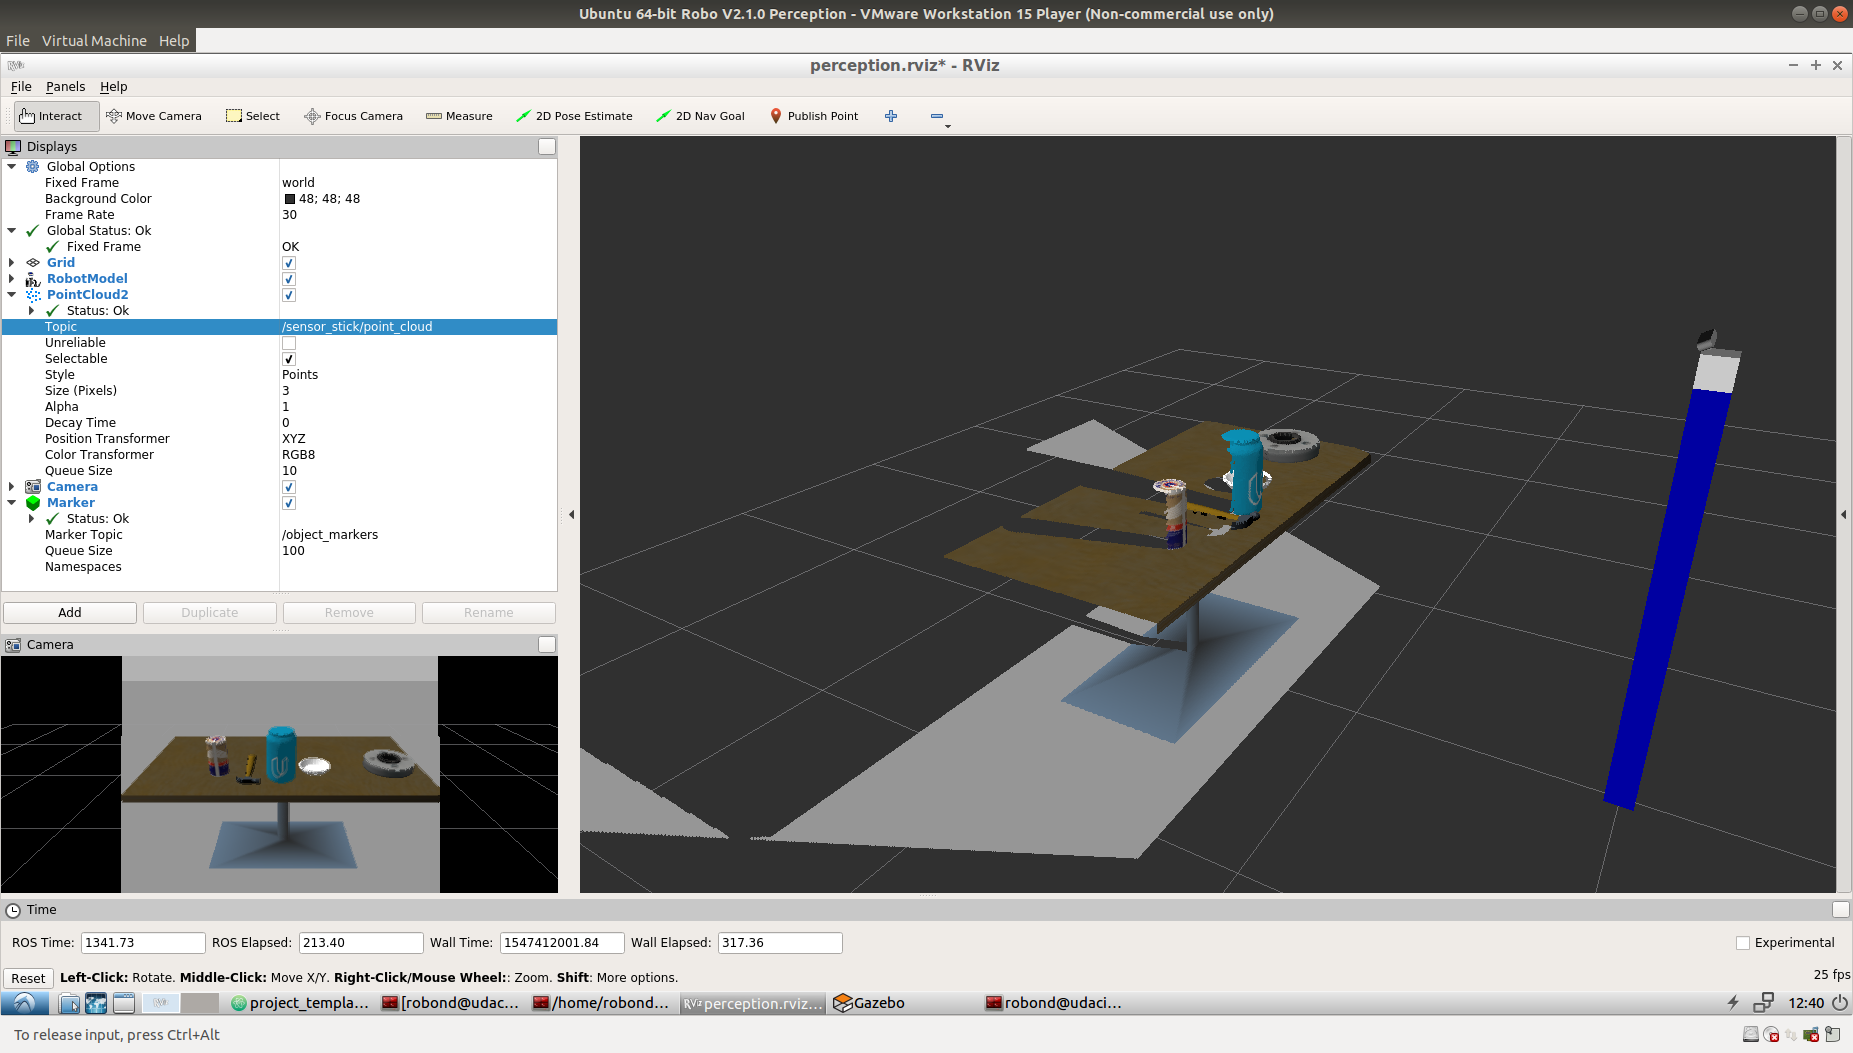 Ubuntu 64-bit Robo V2.1.0 Perception - VMware Workstation 15 Player (Non-commercial use only)
File Virtual Machine Help
perception.rviz* - RViz
File Panels Help
Interact Move Camera Select Focus Camera Measure 2D Pose Estimate 2D Nav Goal Publish Point
Displays
Global Options
Fixed Frame world
Background Color 48; 48; 48
Frame Rate 30
Global Status: Ok
Fixed Frame OK
Grid
RobotModel
PointCloud2
Status: Ok
Topic /sensor_stick/point_cloud
Unreliable
Selectable
Style Points
Size (Pixels) 3
Alpha 1
Decay Time 0
Position Transformer XYZ
Color Transformer RGB8
Queue Size 10
Camera
Marker
Status: Ok
Marker Topic /object_markers
Queue Size 100
Namespaces
Add Duplicate Remove Rename
Camera
Time
ROS Time: 1341.73 ROS Elapsed: 213.40 Wall Time: 1547412001.84 Wall Elapsed: 317.36 Experimental
Reset Left-Click: Rotate. Middle-Click: Move X/Y. Right-Click/Mouse Wheel:: Zoom. Shift: More options. 25 fps
project_templa... [robond@udac... /home/robond... RViz perception.rviz... Gazebo robond@udaci... 12:40
To release input, press Ctrl+Alt